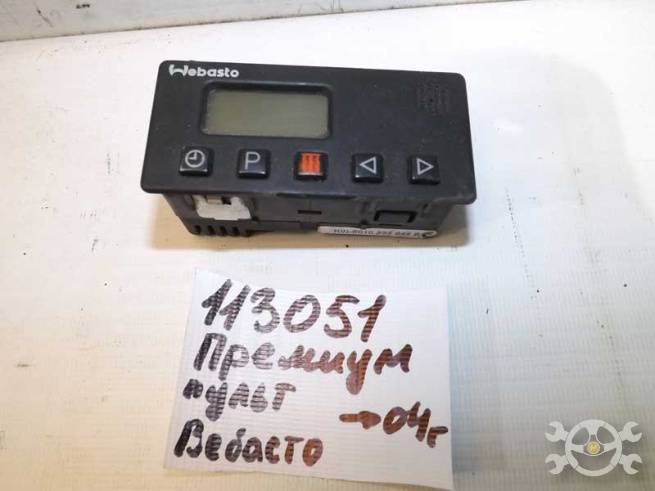 Webasto
P
113051
Премиум
пульт
→04г
Вебасто